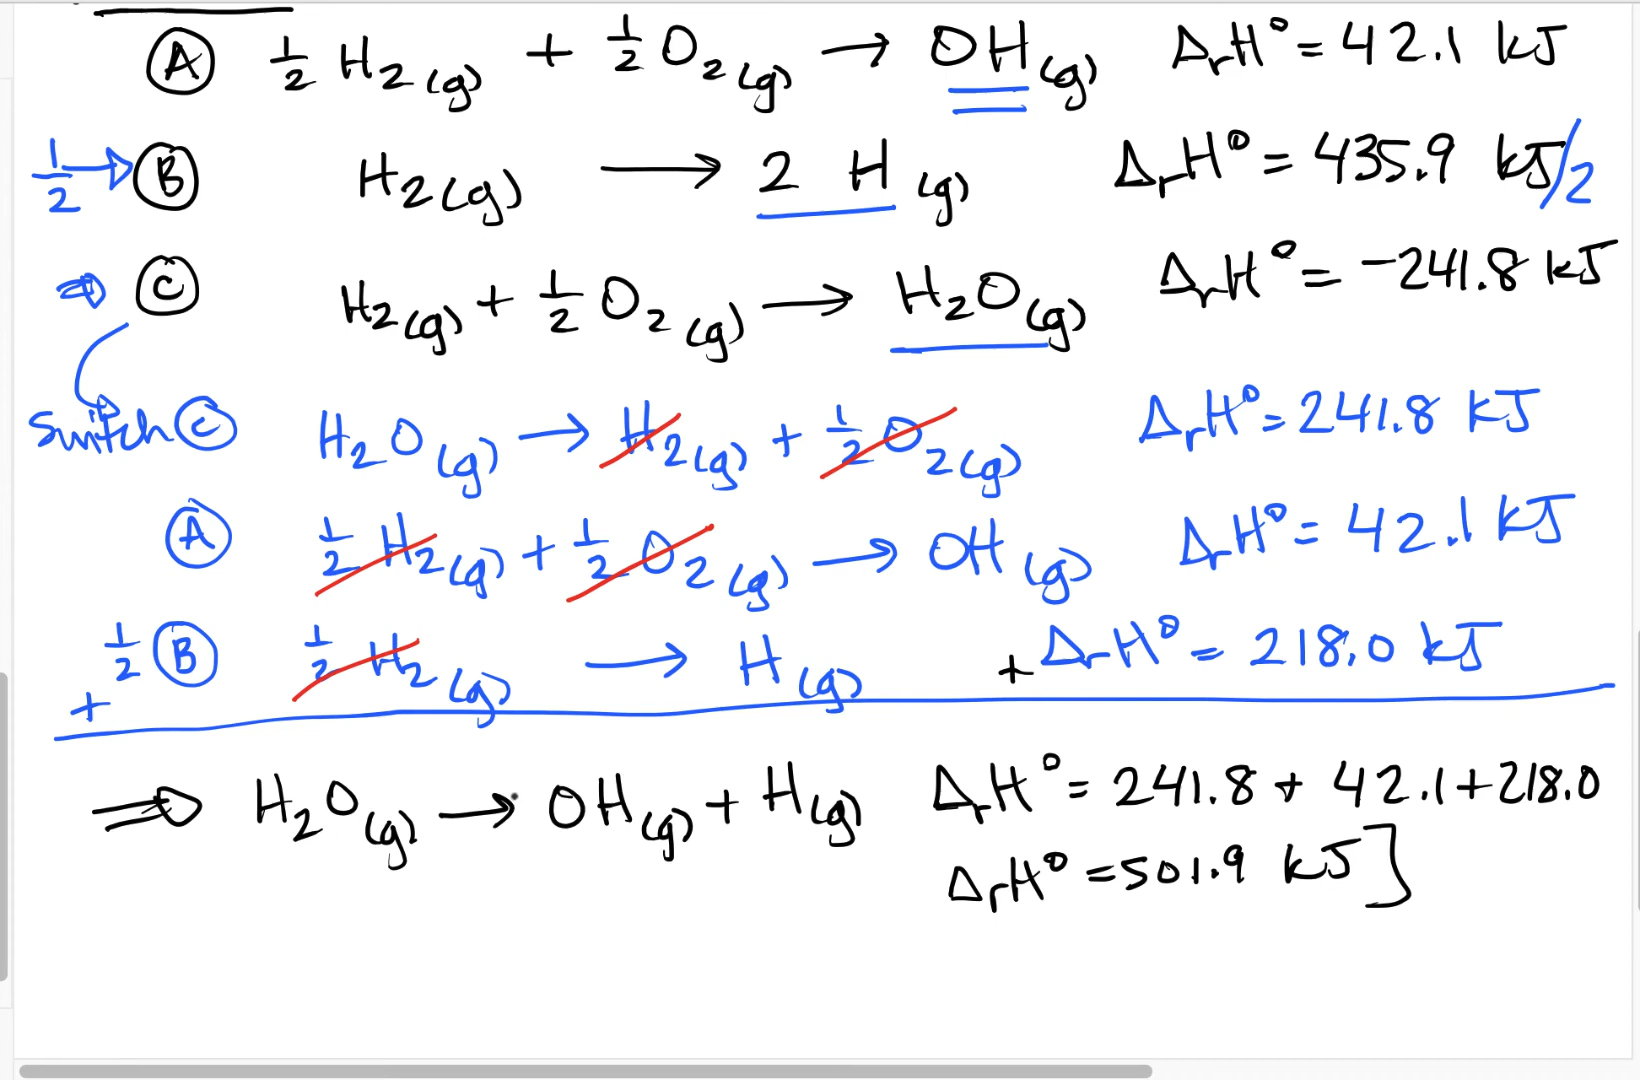 Ⓐ ½ H₂(g) + ½ O₂(g) → OH(g) ΔrH° = 42.1 kJ
½ → Ⓑ H₂(g) → 2 H(g) ΔrH° = 435.9 kJ/2
⇒ Ⓒ H₂(g) + ½ O₂(g) → H₂O(g) ΔrH° = -241.8 kJ
Switch Ⓒ H₂O(g) → H₂(g) + ½ O₂(g) ΔrH° = 241.8 kJ
Ⓐ ½ H₂(g) + ½ O₂(g) → OH(g) ΔrH° = 42.1 kJ
+ ½ Ⓑ ½ H₂(g) → H(g) + ΔrH° = 218.0 kJ
⇒ H₂O(g) → OH(g) + H(g) ΔrH° = 241.8 + 42.1 + 218.0
ΔrH° = 501.9 kJ]